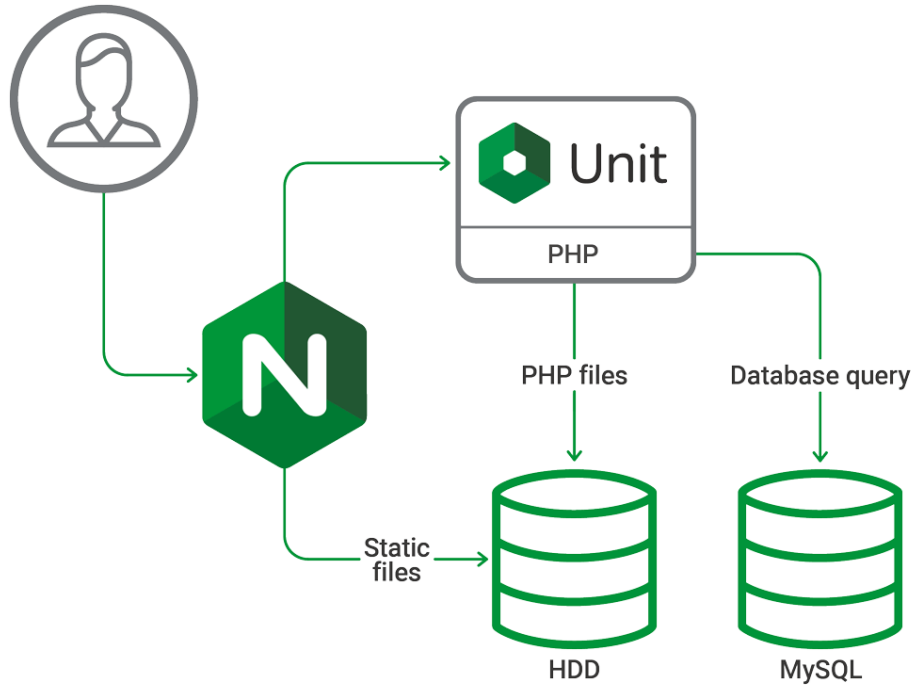 Unit
PHP
N
PHP files
Database query
Static
files
HDD
MySQL